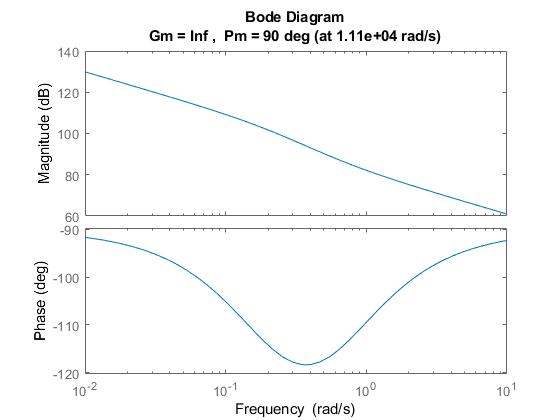 Bode Diagram
Gm = Inf , Pm = 90 deg (at 1.11e+04 rad/s)
140
120
100
80
60
Magnitude (dB)
-90
-100
-110
-120
Phase (deg)
10^-2
10^-1
10^0
10^1
Frequency (rad/s)